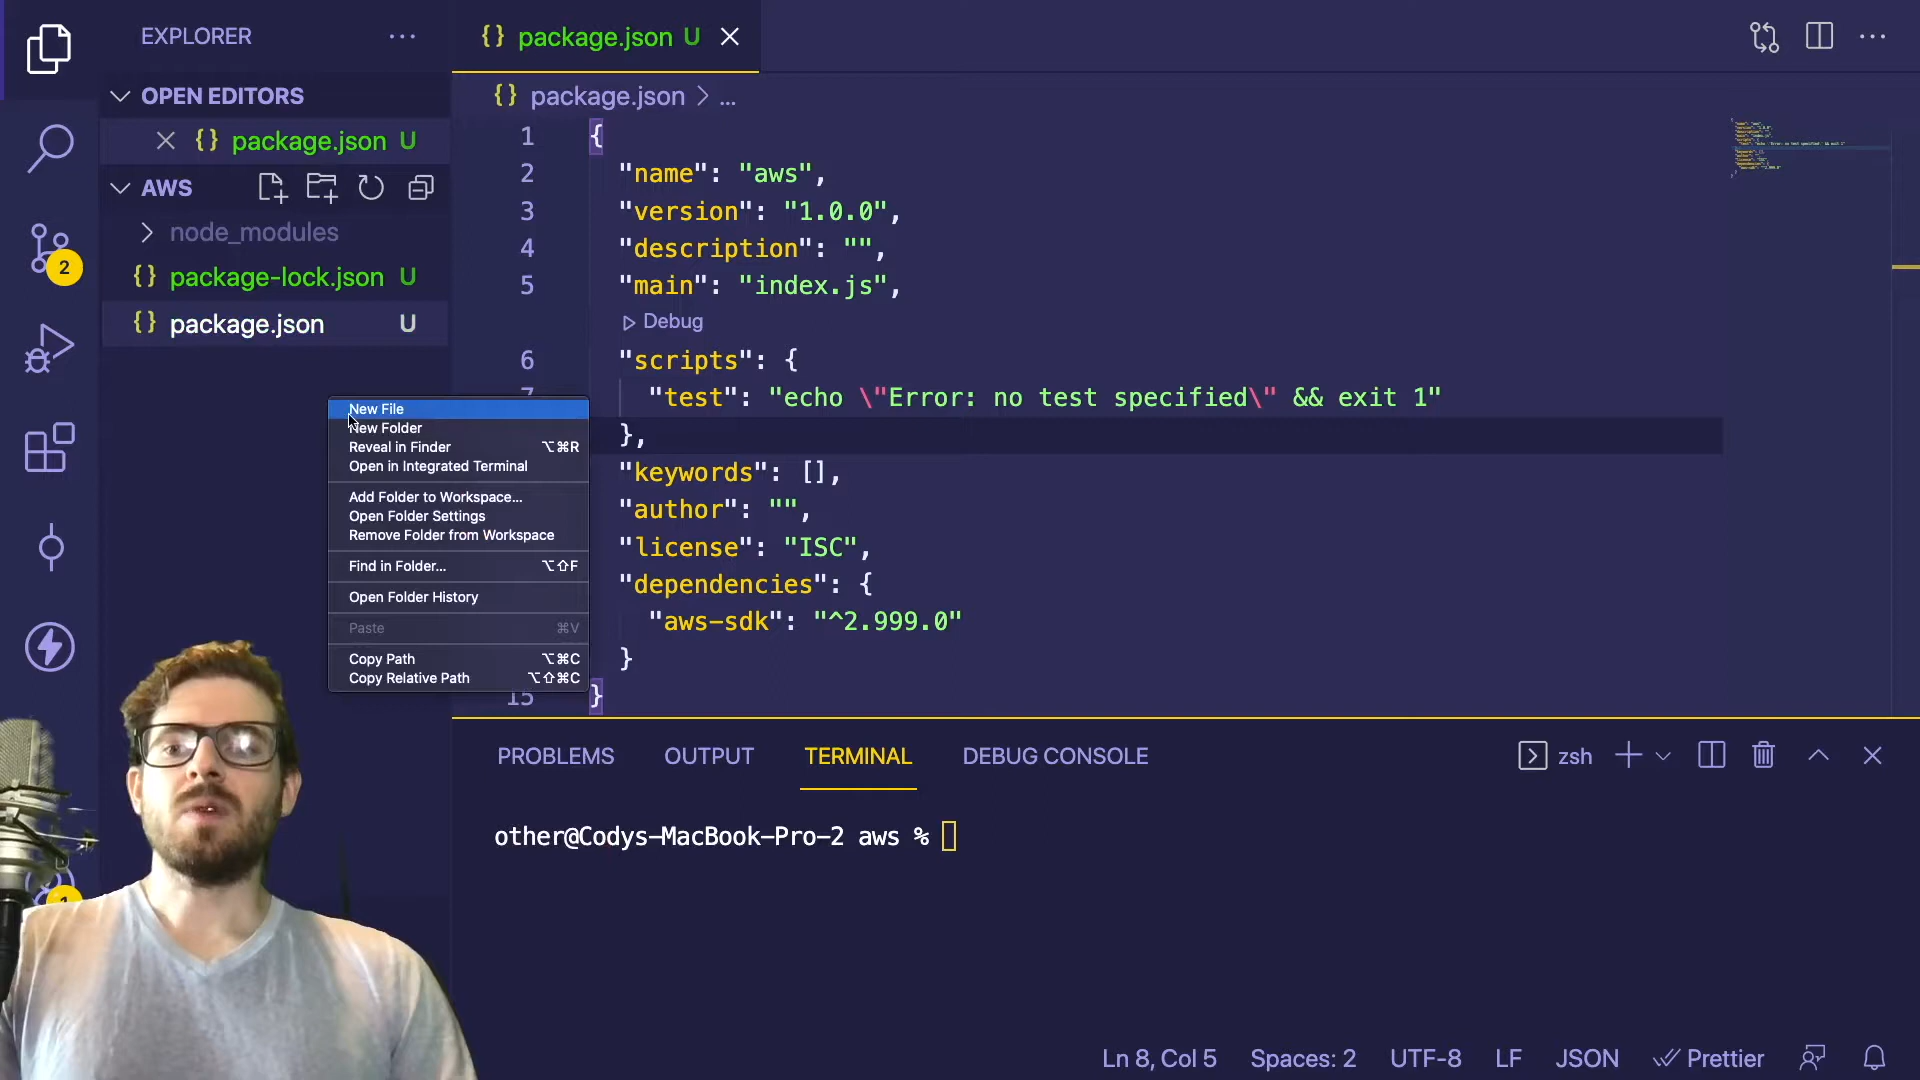 EXPLORER
OPEN EDITORS
package.json U
AWS
node_modules
package-lock.json U
package.json U
2
1
package.json U
package.json > ...
1 {
2 "name": "aws",
3 "version": "1.0.0",
4 "description": "",
5 "main": "index.js",
Debug
6 "scripts": {
"test": "echo \"Error: no test specified\" && exit 1"
},
"keywords": [],
"author": "",
"license": "ISC",
"dependencies": {
"aws-sdk": "^2.999.0"
}
15 }
New File
New Folder
Reveal in Finder ⌥⌘R
Open in Integrated Terminal
Add Folder to Workspace...
Open Folder Settings
Remove Folder from Workspace
Find in Folder... ⌥⇧F
Open Folder History
Paste ⌘V
Copy Path ⌥⌘C
Copy Relative Path ⌥⇧⌘C
PROBLEMS OUTPUT TERMINAL DEBUG CONSOLE zsh
other@Codys-MacBook-Pro-2 aws %
Ln 8, Col 5 Spaces: 2 UTF-8 LF JSON Prettier